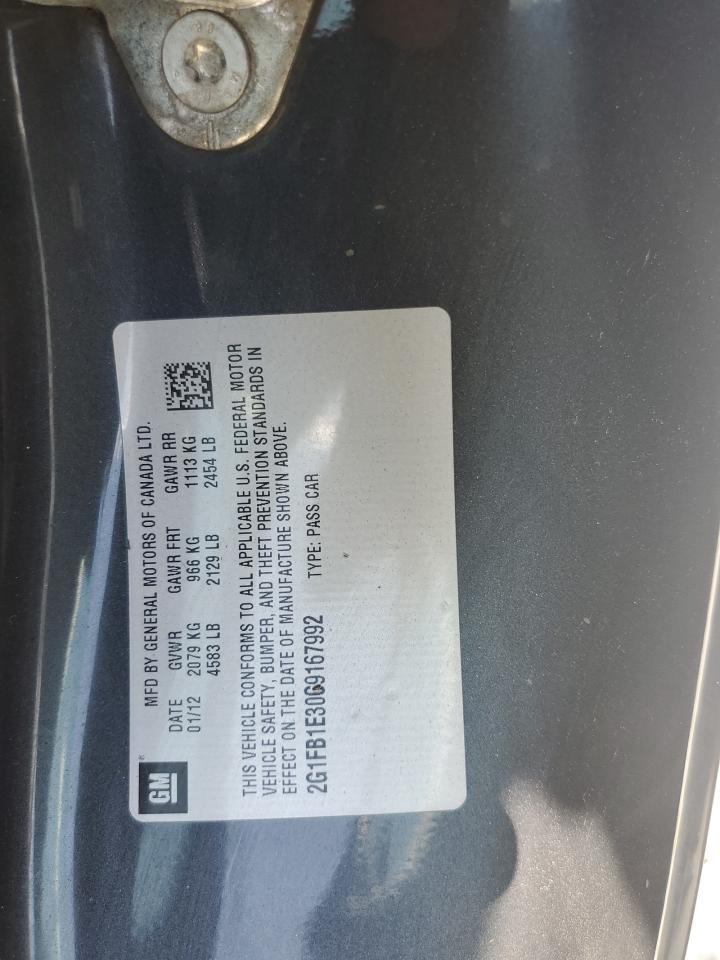 GM
MFD BY GENERAL MOTORS OF CANADA LTD.
DATE GVWR GAWR FRT GAWR RR
01/12 2079 KG 966 KG 1113 KG
4583 LB 2129 LB 2454 LB
THIS VEHICLE CONFORMS TO ALL APPLICABLE U.S. FEDERAL MOTOR
VEHICLE SAFETY, BUMPER, AND THEFT PREVENTION STANDARDS IN
EFFECT ON THE DATE OF MANUFACTURE SHOWN ABOVE.
2G1FB1E30C9167992 TYPE: PASS CAR